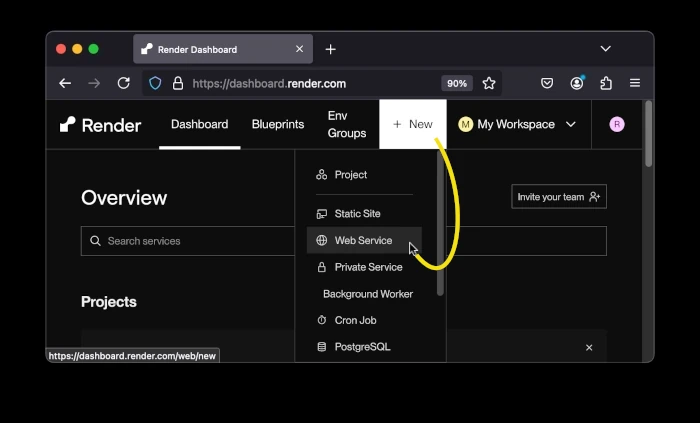 Render Dashboard
https://dashboard.render.com
90%
Render
Dashboard
Blueprints
Env
Groups
+ New
M
My Workspace
R
Project
Overview
Invite your team
Static Site
Search services
Web Service
Private Service
Background Worker
Projects
Cron Job
PostgreSQL
https://dashboard.render.com/web/new